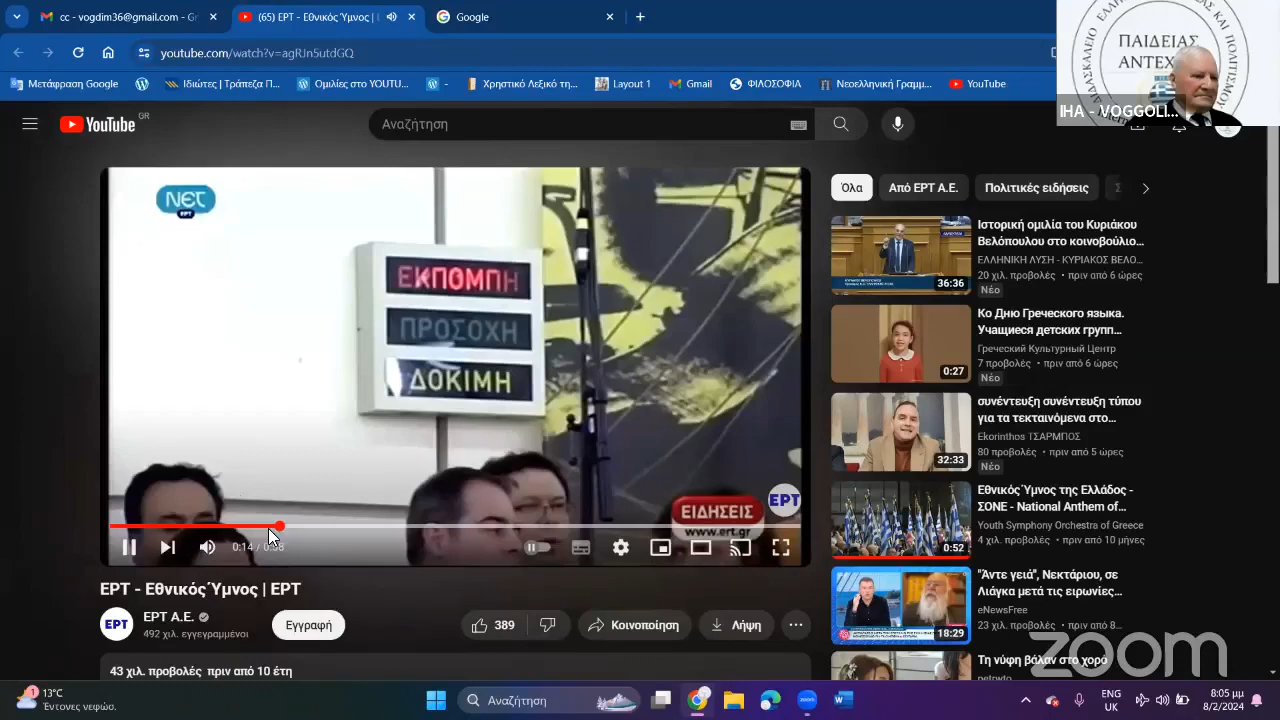 cc - vogdim36@gmail.com - G
(65) ΕΡΤ - Εθνικός Ύμνος |
Google
youtube.com/watch?v=agRJn5utdGQ
Μετάφραση Google
Ιδιώτες | Τράπεζα Π...
Ομιλίες στο YOUTU...
-
Χρηστικό Λεξικό τη...
Layout 1
Gmail
ΦΙΛΟΣΟΦΙΑ
Νεοελληνική Γραμμ...
YouTube
ΠΑΙΔΕΙΑΣ
IHA - VOGGOLI...
YouTube GR
Αναζήτηση
NET
ΕΡΤ
ΕΚΠΟΜΠΗ
ΠΡΟΣΟΧΗ
ΔΟΚΙΜΗ
ΕΡΤ
ΕΙΔΗΣΕΙΣ
www.ert.gr
0:14
ΕΡΤ - Εθνικός Ύμνος | ΕΡΤ
ΕΡΤ
ΕΡΤ Α.Ε.
492 χιλ. εγγεγραμμένοι
Εγγραφή
389
Κοινοποίηση
Λήψη
43 χιλ. προβολές πριν από 10 έτη
Όλα
Από ΕΡΤ Α.Ε.
Πολιτικές ειδήσεις
Ιστορική ομιλία του Κυριάκου
Βελόπουλου στο κοινοβούλιο...
ΕΛΛΗΝΙΚΗ ΛΥΣΗ - ΚΥΡΙΑΚΟΣ ΒΕΛΟ...
20 χιλ. προβολές • πριν από 6 ώρες
Νέο
36:36
Ко Дню Греческого языка.
Учащиеся детских групп...
Греческий Культурный Центр
7 προβολές • πριν από 6 ώρες
Νέο
0:27
συνέντευξη συνέντευξη τύπου
για τα τεκταινόμενα στο...
Ekorinthos ΤΣΑΡΜΠΟΣ
80 προβολές • πριν από 5 ώρες
Νέο
32:33
Εθνικός Ύμνος της Ελλάδος -
SONE - National Anthem of
Youth Symphony Orchestra of Greece
4 χιλ. προβολές • πριν από 10 μήνες
0:52
"Άντε γειά", Νεκτάριου, σε
Λιάγκα μετά τις ειρωνίες...
eNewsFree
23 χιλ. προβολές • πριν από 8...
18:29
Τη νύφη βάλαν στο χορό
petrwto
zoom
1
13°C
Έντονες νεφώσ.
Αναζήτηση
ENG
UK
8:05 μμ
8/2/2024